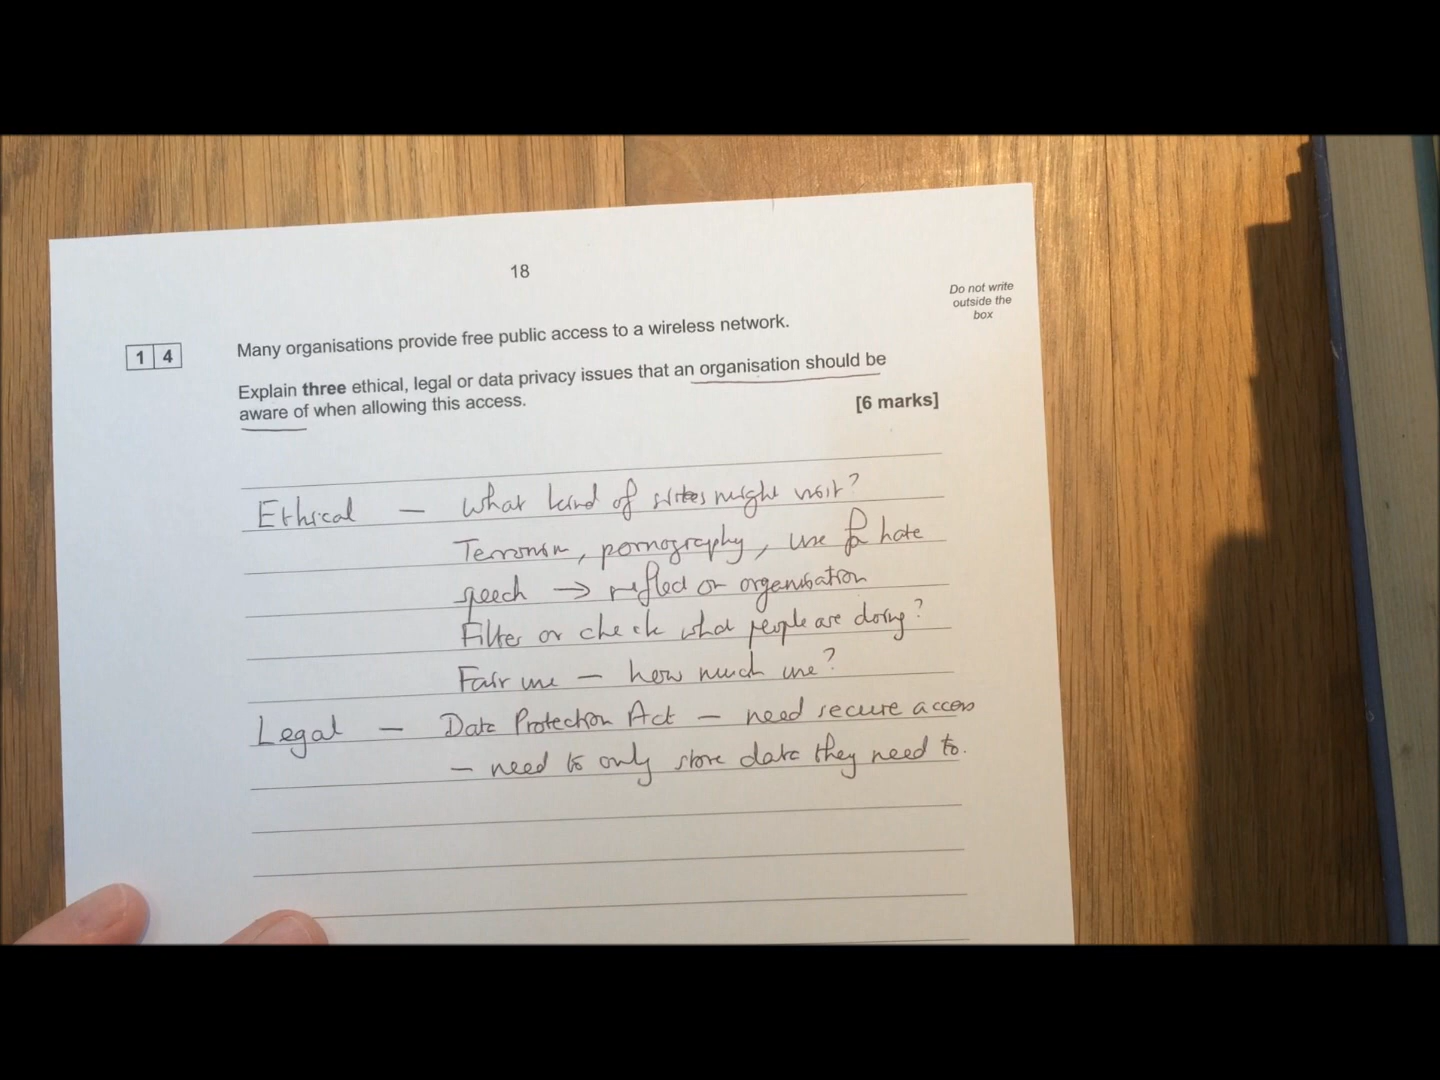 18
Do not write
outside the
box
1 4
Many organisations provide free public access to a wireless network.
Explain three ethical, legal or data privacy issues that an organisation should be
aware of when allowing this access.
[6 marks]
Ethical — What kind of sites might visit?
Terrorism, pornography, use for hate
speech → reflect on organisation
Filter or check what people are doing?
Fair use — how much use?
Legal — Data Protection Act — need secure access
— need to only store data they need to.